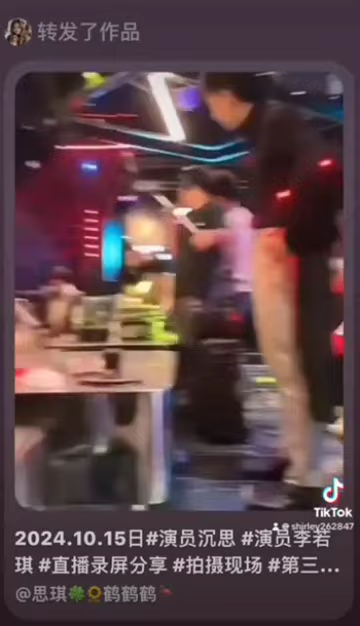 转发了作品
TikTok
@shirley262847
2024.10.15日#演员沉思 #演员李若
琪 #直播录屏分享 #拍摄现场 #第三...
@思琪🍀🌻鹤鹤鹤🪶